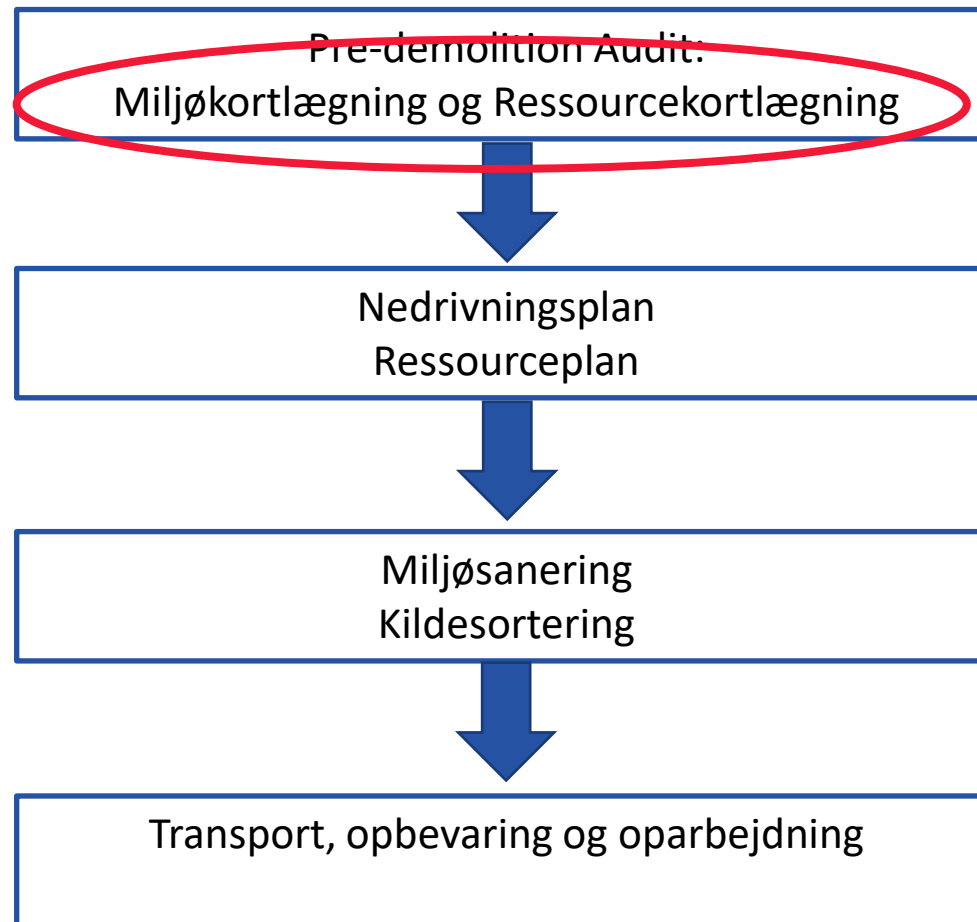 Pre-demolition Audit:
Miljøkortlægning og Ressourcekortlægning
Nedrivningsplan
Ressourceplan
Miljøsanering
Kildesortering
Transport, opbevaring og oparbejdning